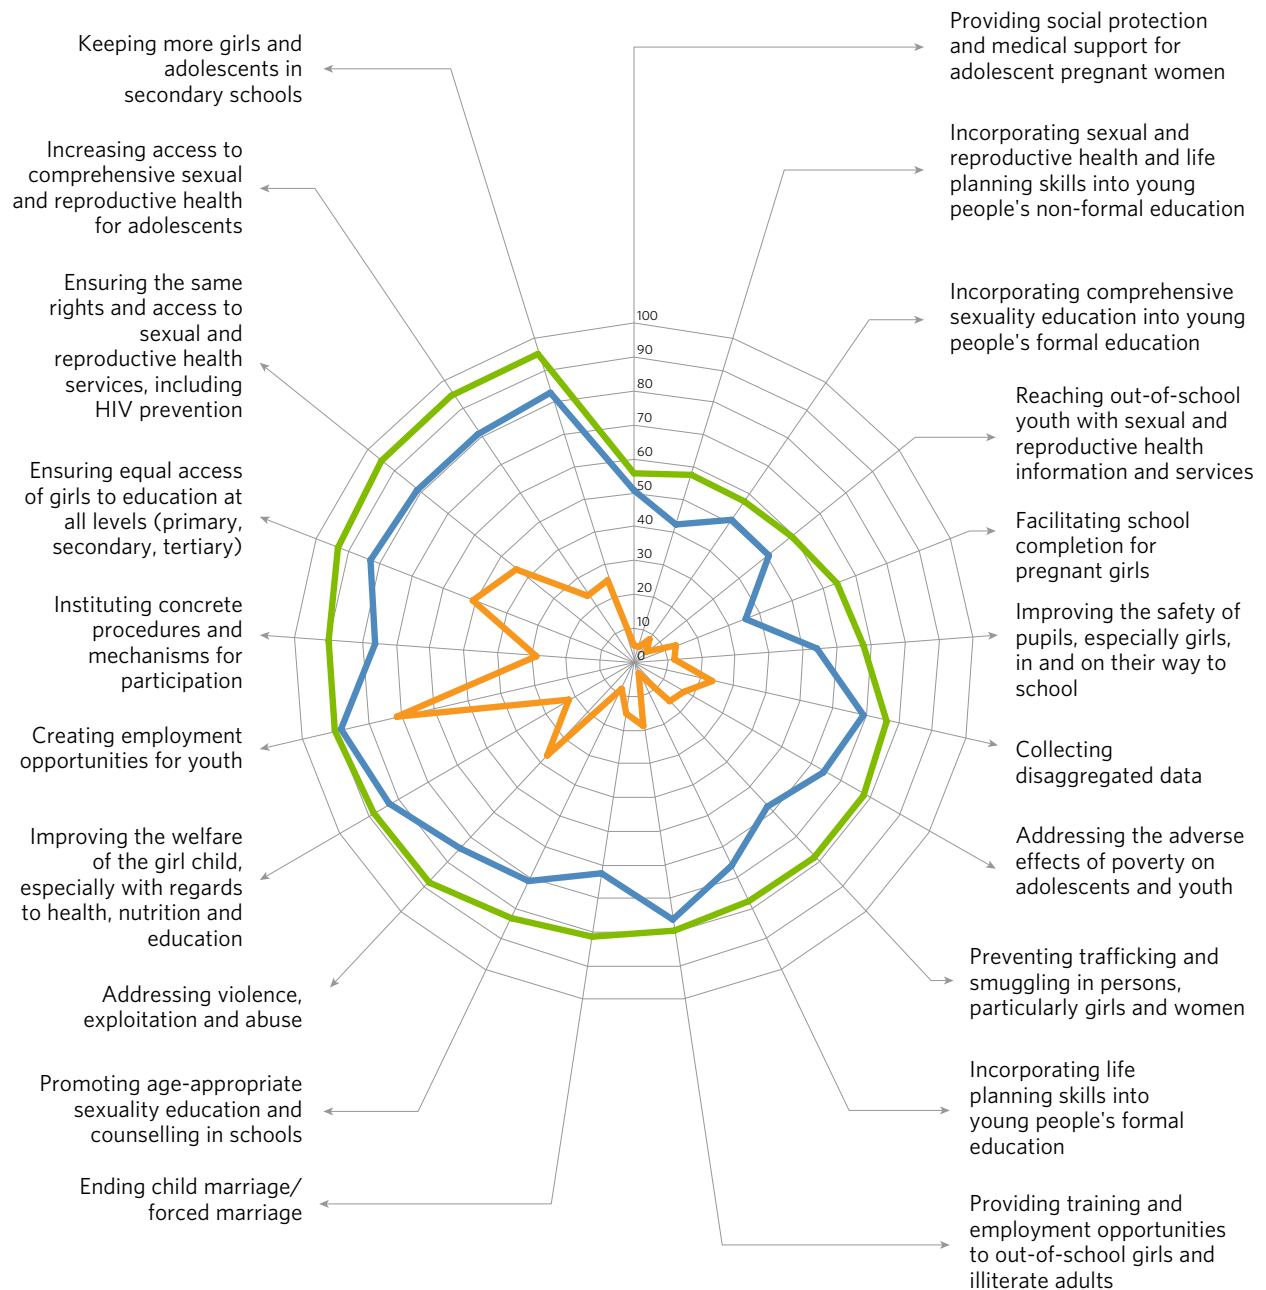 Keeping more girls and
adolescents in
secondary schools
Increasing access to
comprehensive sexual
and reproductive health
for adolescents
Ensuring the same
rights and access to
sexual and
reproductive health
services, including
HIV prevention
Ensuring equal access
of girls to education at
all levels (primary,
secondary, tertiary)
Instituting concrete
procedures and
mechanisms for
participation
Creating employment
opportunities for youth
Improving the welfare
of the girl child,
especially with regards
to health, nutrition and
education
Addressing violence,
exploitation and abuse
Promoting age-appropriate
sexuality education and
counselling in schools
Ending child marriage/
forced marriage
100
90
80
70
60
50
40
30
20
10
0
Providing social protection
and medical support for
adolescent pregnant women
Incorporating sexual and
reproductive health and life
planning skills into young
people's non-formal education
Incorporating comprehensive
sexuality education into young
people's formal education
Reaching out-of-school
youth with sexual and
reproductive health
information and services
Facilitating school
completion for
pregnant girls
Improving the safety of
pupils, especially girls,
in and on their way to
school
Collecting
disaggregated data
Addressing the adverse
effects of poverty on
adolescents and youth
Preventing trafficking and
smuggling in persons,
particularly girls and women
Incorporating life
planning skills into
young people's formal
education
Providing training and
employment opportunities
to out-of-school girls and
illiterate adults